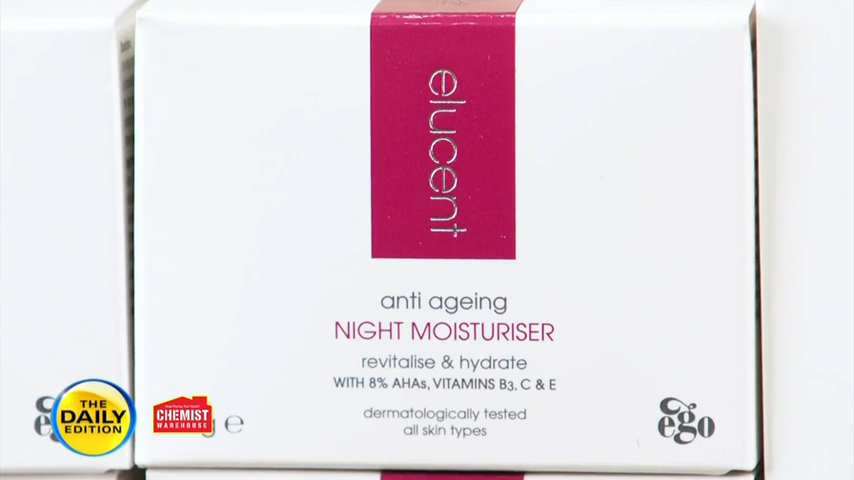 elucent
anti ageing
NIGHT MOISTURISER
revitalise & hydrate
WITH 8% AHAs, VITAMINS B3, C & E
dermatologically tested
all skin types
ego
THE
DAILY
EDITION
CHEMIST
WAREHOUSE
g e